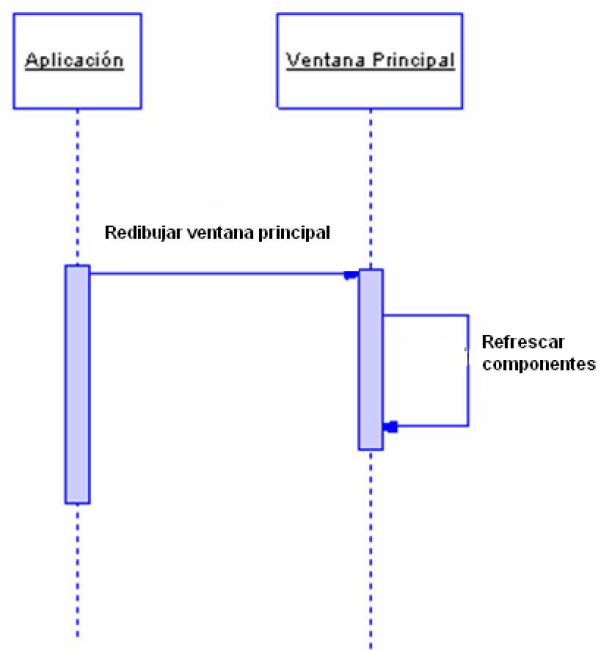 Aplicación
Ventana Principal
Redibujar ventana principal
Refrescar
componentes